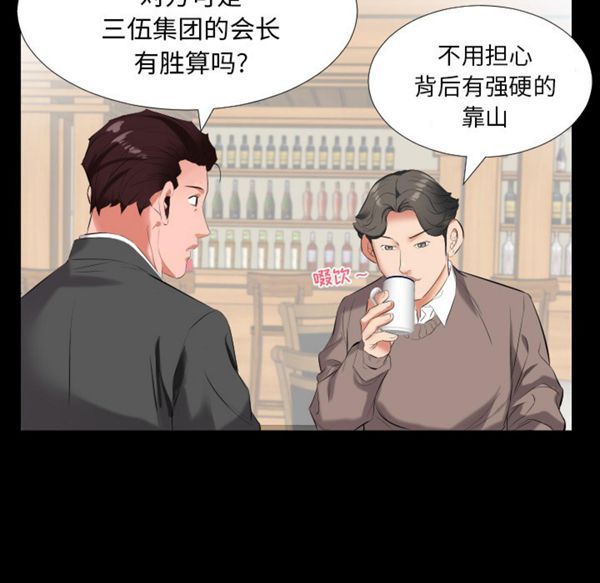 三伍集团的会长
有胜算吗?
不用担心
背后有强硬的
靠山
啜饮~